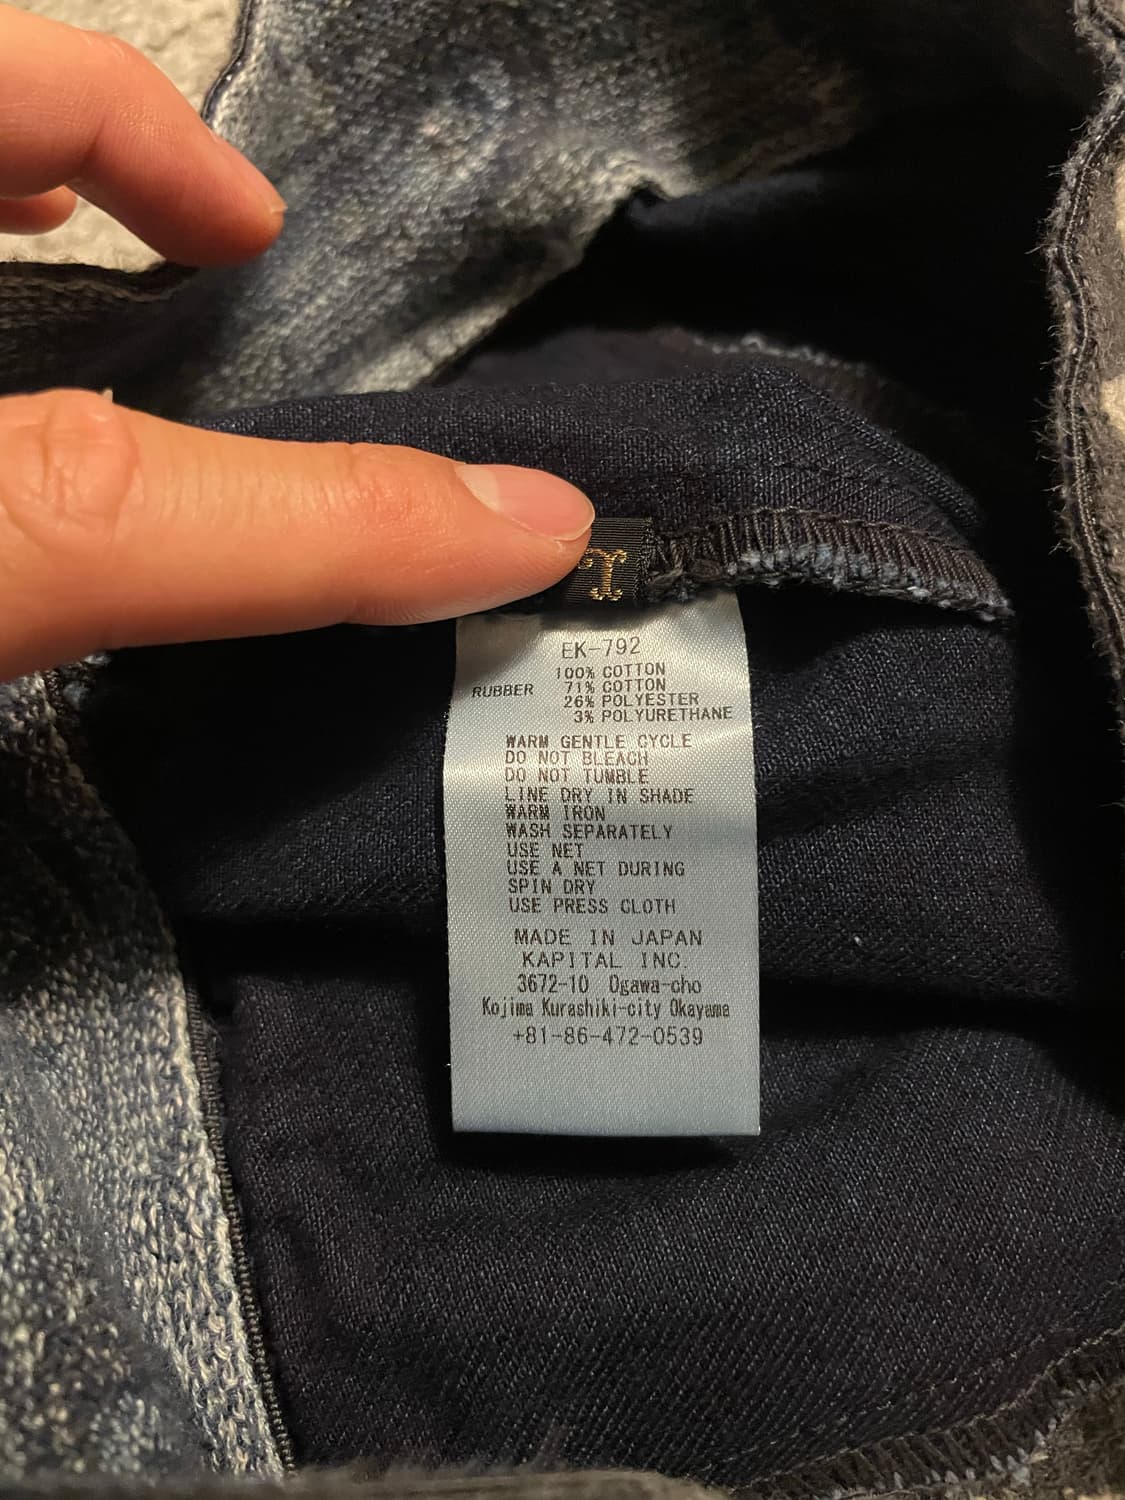 I
EK-792
100% COTTON
RUBBER 71% COTTON
26% POLYESTER
3% POLYURETHANE
WARM GENTLE CYCLE
DO NOT BLEACH
DO NOT TUMBLE
LINE DRY IN SHADE
WARM IRON
WASH SEPARATELY
USE NET
USE A NET DURING
SPIN DRY
USE PRESS CLOTH
MADE IN JAPAN
KAPITAL INC.
3672-10 Ogawa-cho
Kojima Kurashiki-city Okayama
+81-86-472-0539